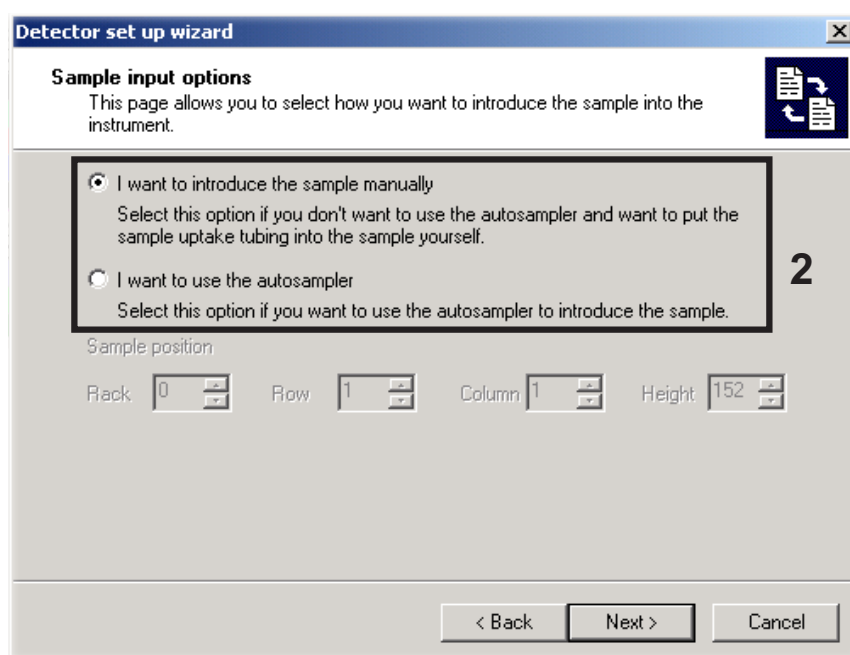 Detector set up wizard
Sample input options
This page allows you to select how you want to introduce the sample into the
instrument.
I want to introduce the sample manually
Select this option if you don't want to use the autosampler and want to put the
sample uptake tubing into the sample yourself.
I want to use the autosampler
Select this option if you want to use the autosampler to introduce the sample.
2
Sample position
Rack 0 Row 1 Column 1 Height 152
< Back Next > Cancel